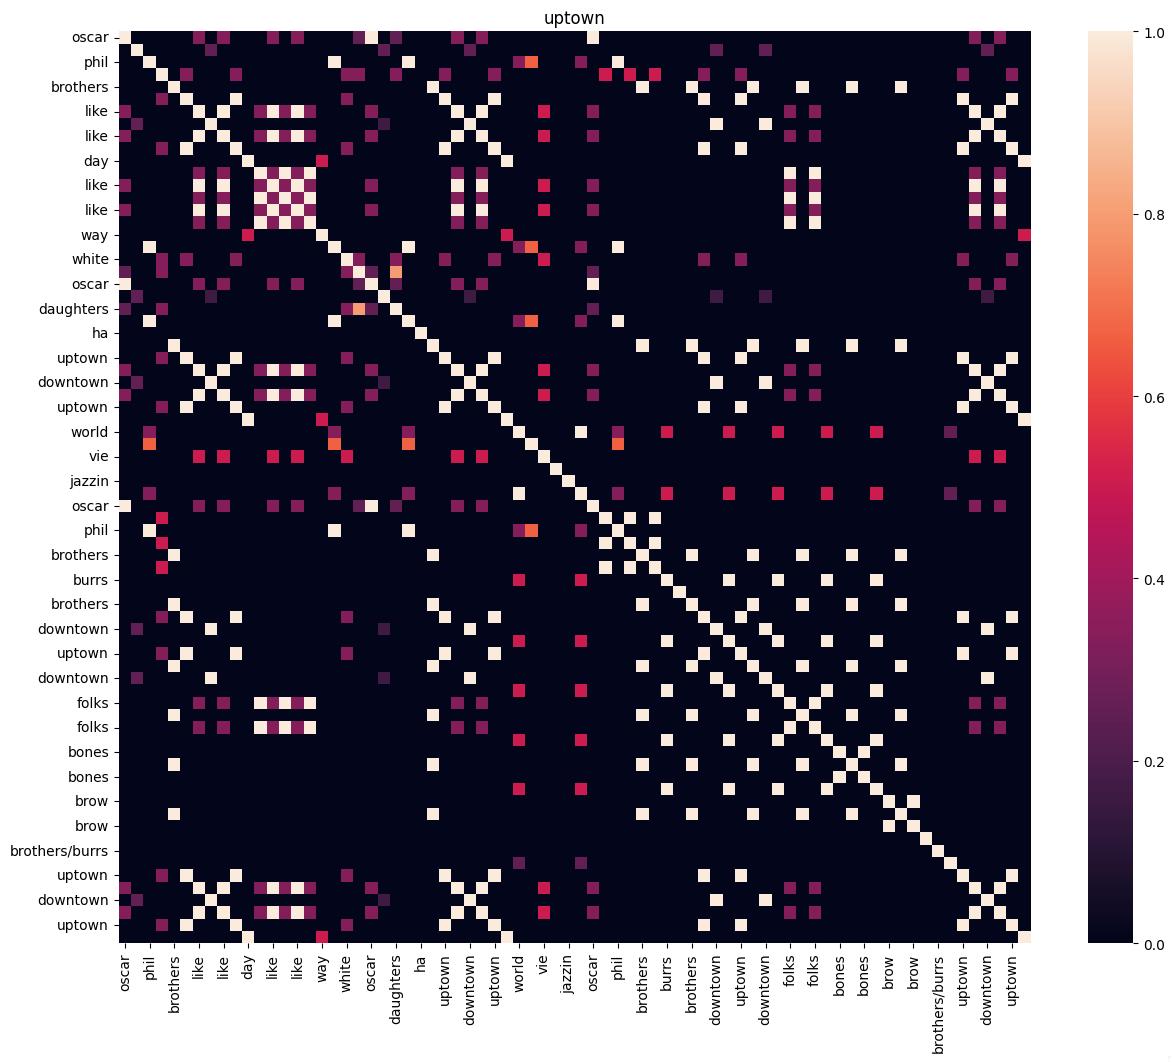 uptown
oscar
phil
brothers
like
like
day
like
like
way
white
oscar
daughters
ha
uptown
downtown
uptown
world
vie
jazzin
oscar
phil
brothers
burrs
brothers
downtown
uptown
downtown
folks
folks
bones
bones
brow
brow
brothers/burrs
uptown
downtown
uptown
1.0
0.8
0.6
0.4
0.2
0.0
oscar phil brothers like like day like like way white oscar daughters ha uptown downtown uptown world vie jazzin oscar phil brothers burrs brothers downtown uptown downtown folks folks bones bones brow brow brothers/burrs uptown downtown uptown